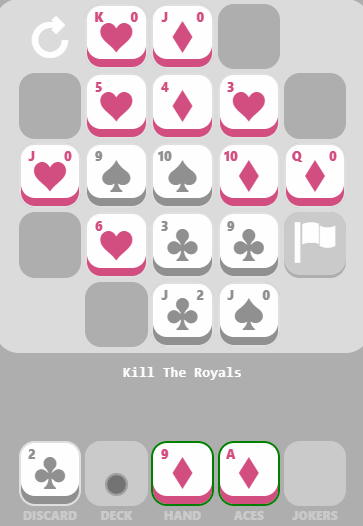 K 0 J 0
5 4 3
J 0 9 10 10 Q 0
6 3 9
J 2 J 0
Kill The Royals
2 9 A
DISCARD DECK HAND ACES JOKERS